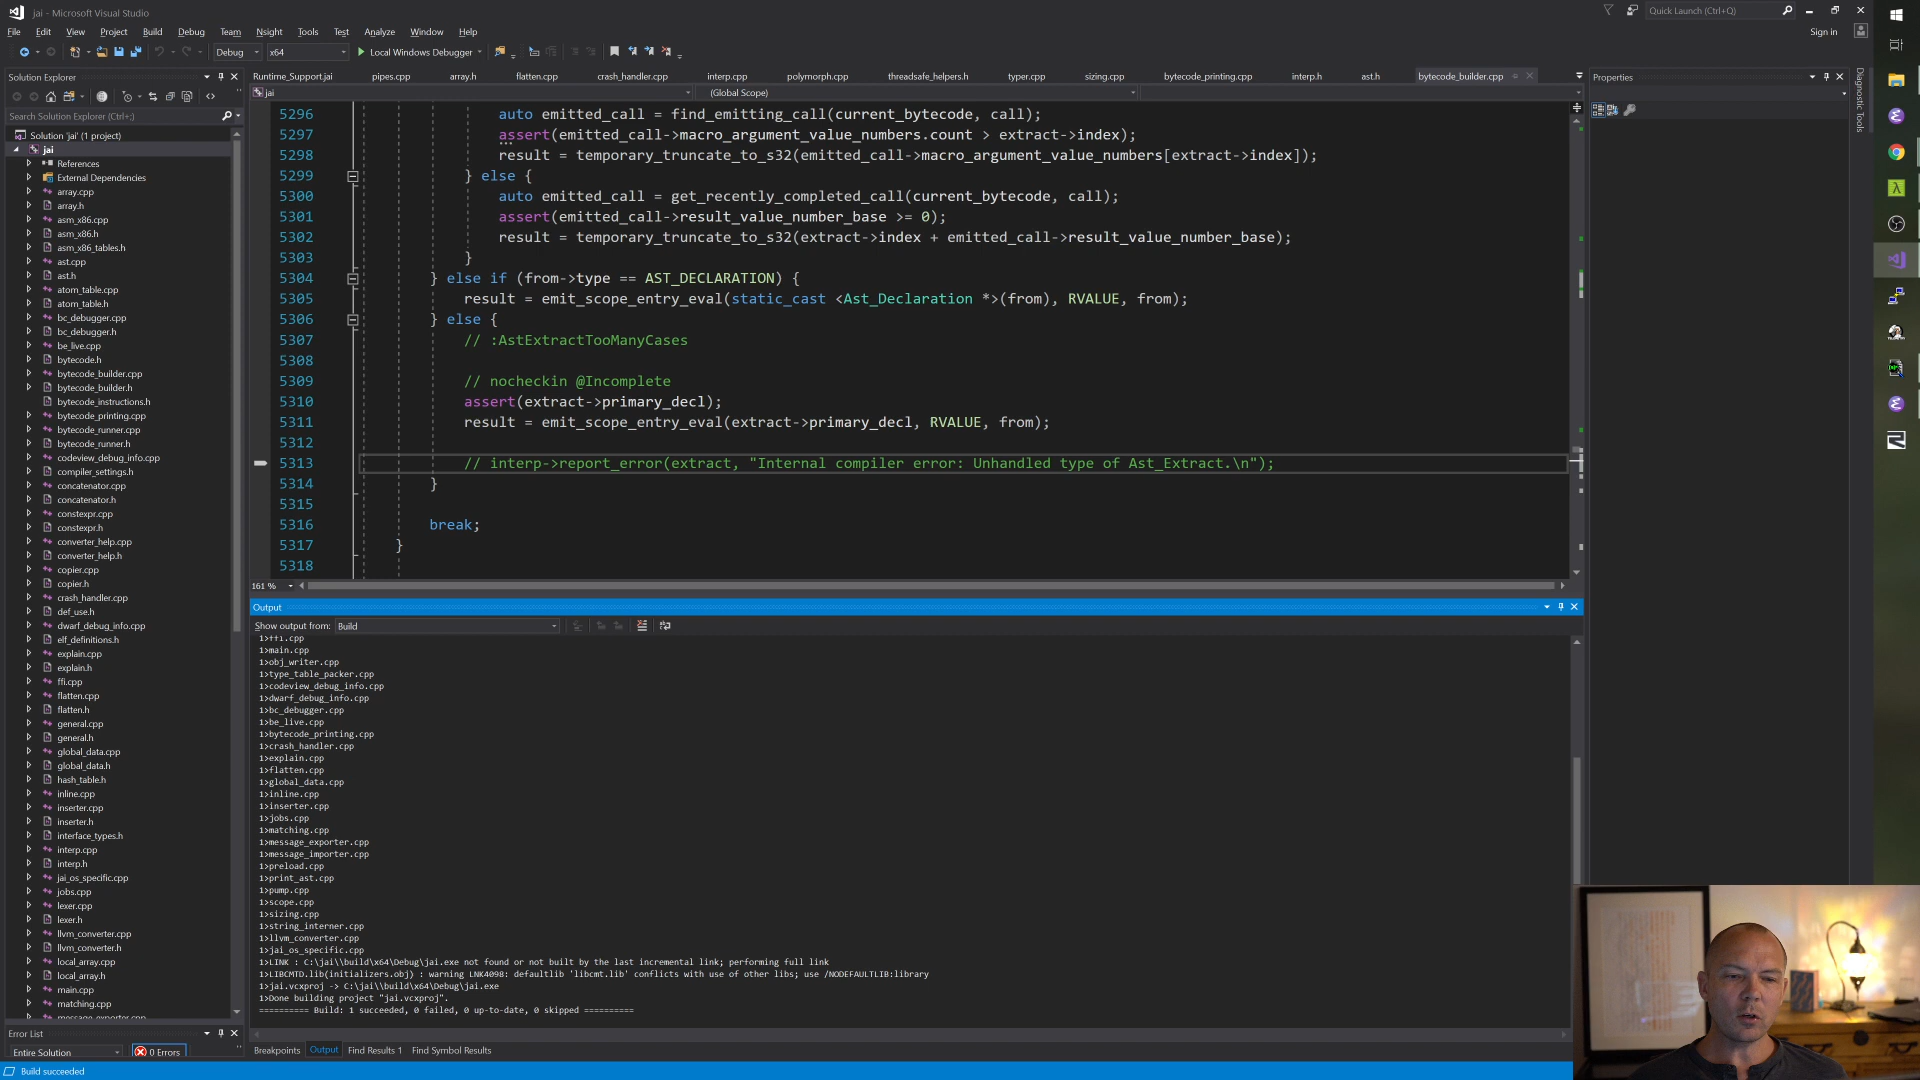 jai - Microsoft Visual Studio
Quick Launch (Ctrl+Q)
File Edit View Project Build Debug Team Nsight Tools Test Analyze Window Help
Sign in
Debug x64 Local Windows Debugger
Solution Explorer
Runtime_Support.jai pipes.cpp array.h flatten.cpp crash_handler.cpp interp.cpp polymorph.cpp threadsafe_helpers.h typer.cpp sizing.cpp bytecode_printing.cpp interp.h ast.h bytecode_builder.cpp
Properties
Diagnostic Tools
jai (Global Scope)
Search Solution Explorer (Ctrl+;)
Solution 'jai' (1 project)
jai
References
External Dependencies
array.cpp
array.h
asm_x86.cpp
asm_x86.h
asm_x86_tables.h
ast.cpp
ast.h
atom_table.cpp
atom_table.h
bc_debugger.cpp
bc_debugger.h
be_live.cpp
bytecode.h
bytecode_builder.cpp
bytecode_builder.h
bytecode_instructions.h
bytecode_printing.cpp
bytecode_runner.cpp
bytecode_runner.h
codeview_debug_info.cpp
compiler_settings.h
concatenator.cpp
concatenator.h
constexpr.cpp
constexpr.h
converter_help.cpp
converter_help.h
copier.cpp
copier.h
crash_handler.cpp
def_use.h
dwarf_debug_info.cpp
elf_definitions.h
explain.cpp
explain.h
ffi.cpp
flatten.cpp
flatten.h
general.cpp
general.h
global_data.cpp
global_data.h
hash_table.h
inline.cpp
inserter.cpp
inserter.h
interface_types.h
interp.cpp
interp.h
jai_os_specific.cpp
jobs.cpp
lexer.cpp
lexer.h
llvm_converter.cpp
llvm_converter.h
local_array.cpp
local_array.h
main.cpp
matching.cpp
message_exporter.cpp
5296 auto emitted_call = find_emitting_call(current_bytecode, call);
5297 assert(emitted_call->macro_argument_value_numbers.count > extract->index);
5298 result = temporary_truncate_to_s32(emitted_call->macro_argument_value_numbers[extract->index]);
5299 } else {
5300 auto emitted_call = get_recently_completed_call(current_bytecode, call);
5301 assert(emitted_call->result_value_number_base >= 0);
5302 result = temporary_truncate_to_s32(extract->index + emitted_call->result_value_number_base);
5303 }
5304 } else if (from->type == AST_DECLARATION) {
5305 result = emit_scope_entry_eval(static_cast <Ast_Declaration *>(from), RVALUE, from);
5306 } else {
5307 // :AstExtractTooManyCases
5308
5309 // nocheckin @Incomplete
5310 assert(extract->primary_decl);
5311 result = emit_scope_entry_eval(extract->primary_decl, RVALUE, from);
5312
5313 // interp->report_error(extract, "Internal compiler error: Unhandled type of Ast_Extract.\n");
5314 }
5315
5316 break;
5317 }
5318
161 %
Output
Show output from: Build
1>ffi.cpp
1>main.cpp
1>obj_writer.cpp
1>type_table_packer.cpp
1>codeview_debug_info.cpp
1>dwarf_debug_info.cpp
1>bc_debugger.cpp
1>be_live.cpp
1>bytecode_printing.cpp
1>crash_handler.cpp
1>explain.cpp
1>flatten.cpp
1>global_data.cpp
1>inline.cpp
1>inserter.cpp
1>jobs.cpp
1>matching.cpp
1>message_exporter.cpp
1>message_importer.cpp
1>preload.cpp
1>print_ast.cpp
1>pump.cpp
1>scope.cpp
1>sizing.cpp
1>string_interner.cpp
1>llvm_converter.cpp
1>jai_os_specific.cpp
1>LINK : C:\jai\\build\x64\Debug\jai.exe not found or not built by the last incremental link; performing full link
1>LIBCMTD.lib(initializers.obj) : warning LNK4098: defaultlib 'libcmt.lib' conflicts with use of other libs; use /NODEFAULTLIB:library
1>jai.vcxproj -> C:\jai\\build\x64\Debug\jai.exe
1>Done building project "jai.vcxproj".
========== Build: 1 succeeded, 0 failed, 0 up-to-date, 0 skipped ==========
Error List
Entire Solution 0 Errors
Breakpoints Output Find Results 1 Find Symbol Results
Build succeeded